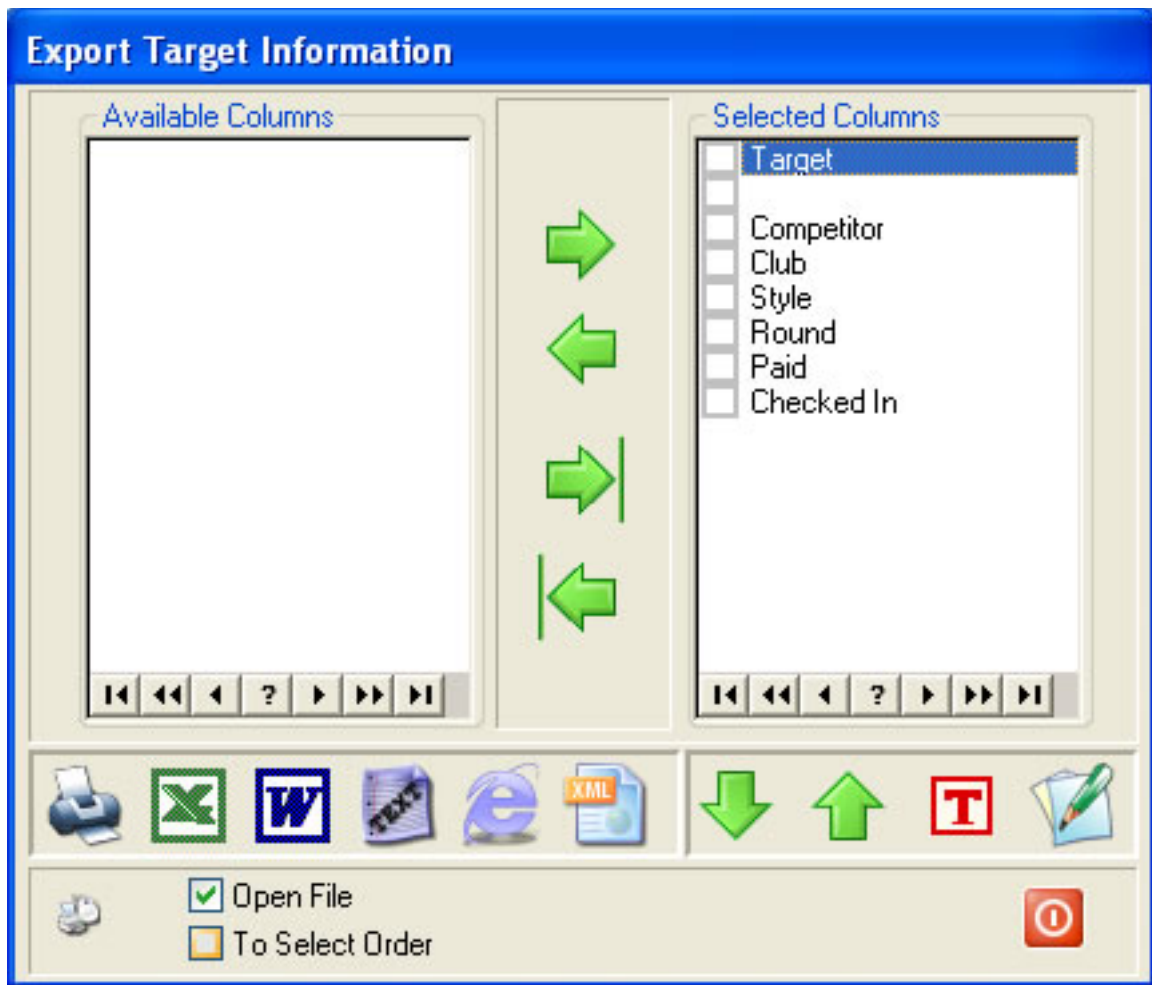 Export Target Information
Available Columns
Selected Columns
Target
Competitor
Club
Style
Round
Paid
Checked In
?
?
W
TEXT
XML
T
Open File
To Select Order